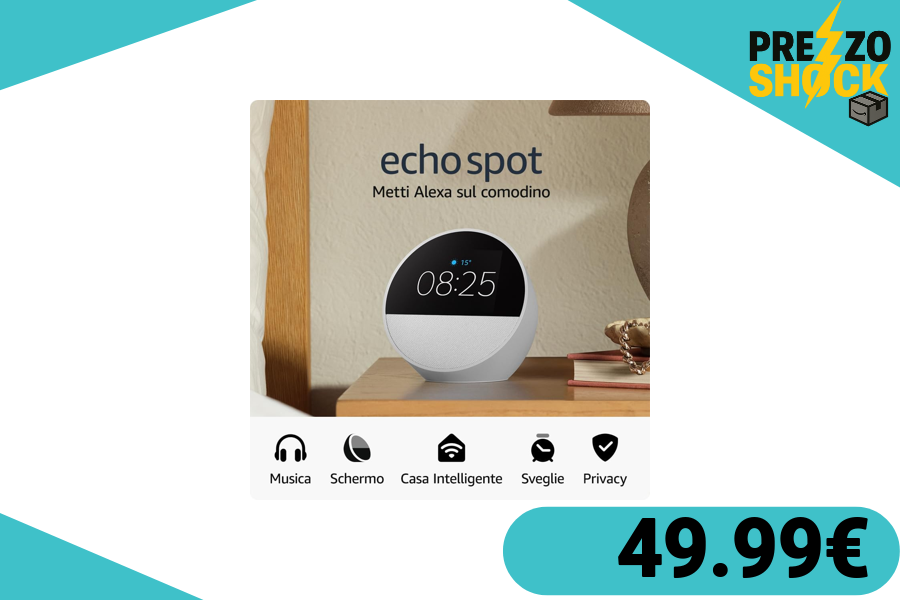 PREZZO
SHOCK
echo spot
Metti Alexa sul comodino
15°
08:25
Musica
Schermo
Casa Intelligente
Sveglie
Privacy
49.99€